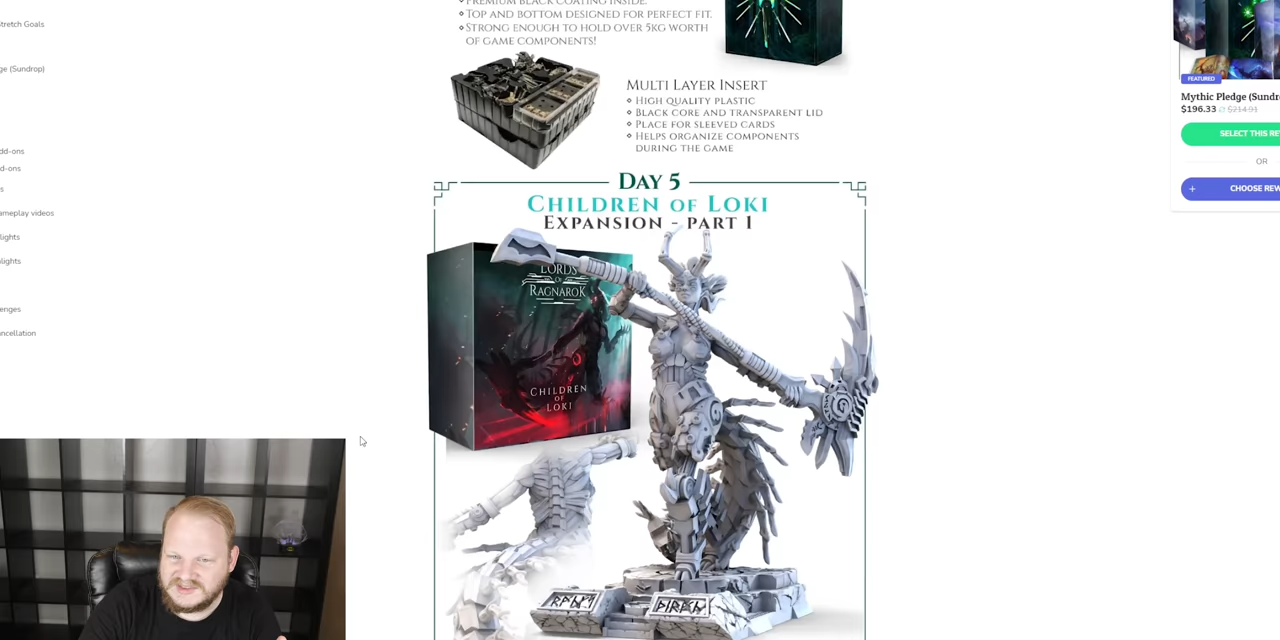 Stretch Goals
ge (Sundrop)
dd-ons
d-ons
s
ameplay videos
lights
lights
enges
ancellation
PREMIUM BLACK COATING INSIDE.
TOP AND BOTTOM DESIGNED FOR PERFECT FIT.
STRONG ENOUGH TO HOLD OVER 5KG WORTH
OF GAME COMPONENTS!
MULTI LAYER INSERT
HIGH QUALITY PLASTIC
BLACK CORE AND TRANSPARENT LID
PLACE FOR SLEEVED CARDS
HELPS ORGANIZE COMPONENTS
DURING THE GAME
DAY 5
CHILDREN OF LOKI
EXPANSION - PART 1
LORDS
OF
RAGNAROK
CHILDREN
OF
LOKI
FEATURED
Mythic Pledge (Sundr
$196.33 $214.91
SELECT THIS RE
OR
+ CHOOSE REW